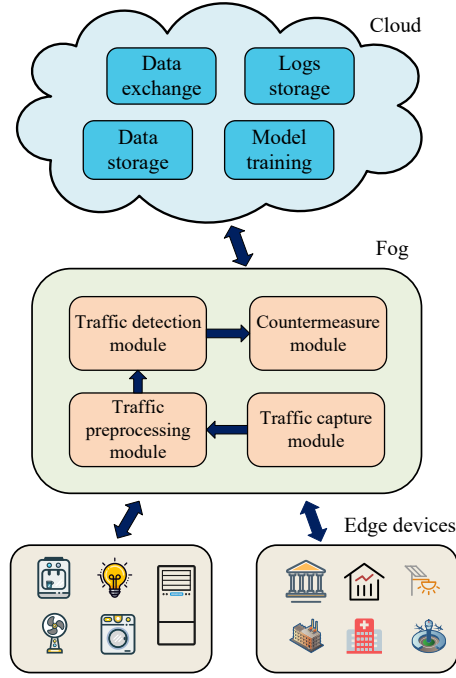 Cloud
Data
exchange
Logs
storage
Data
storage
Model
training
Fog
Traffic detection
module
Countermeasure
module
Traffic
preprocessing
module
Traffic capture
module
Edge devices